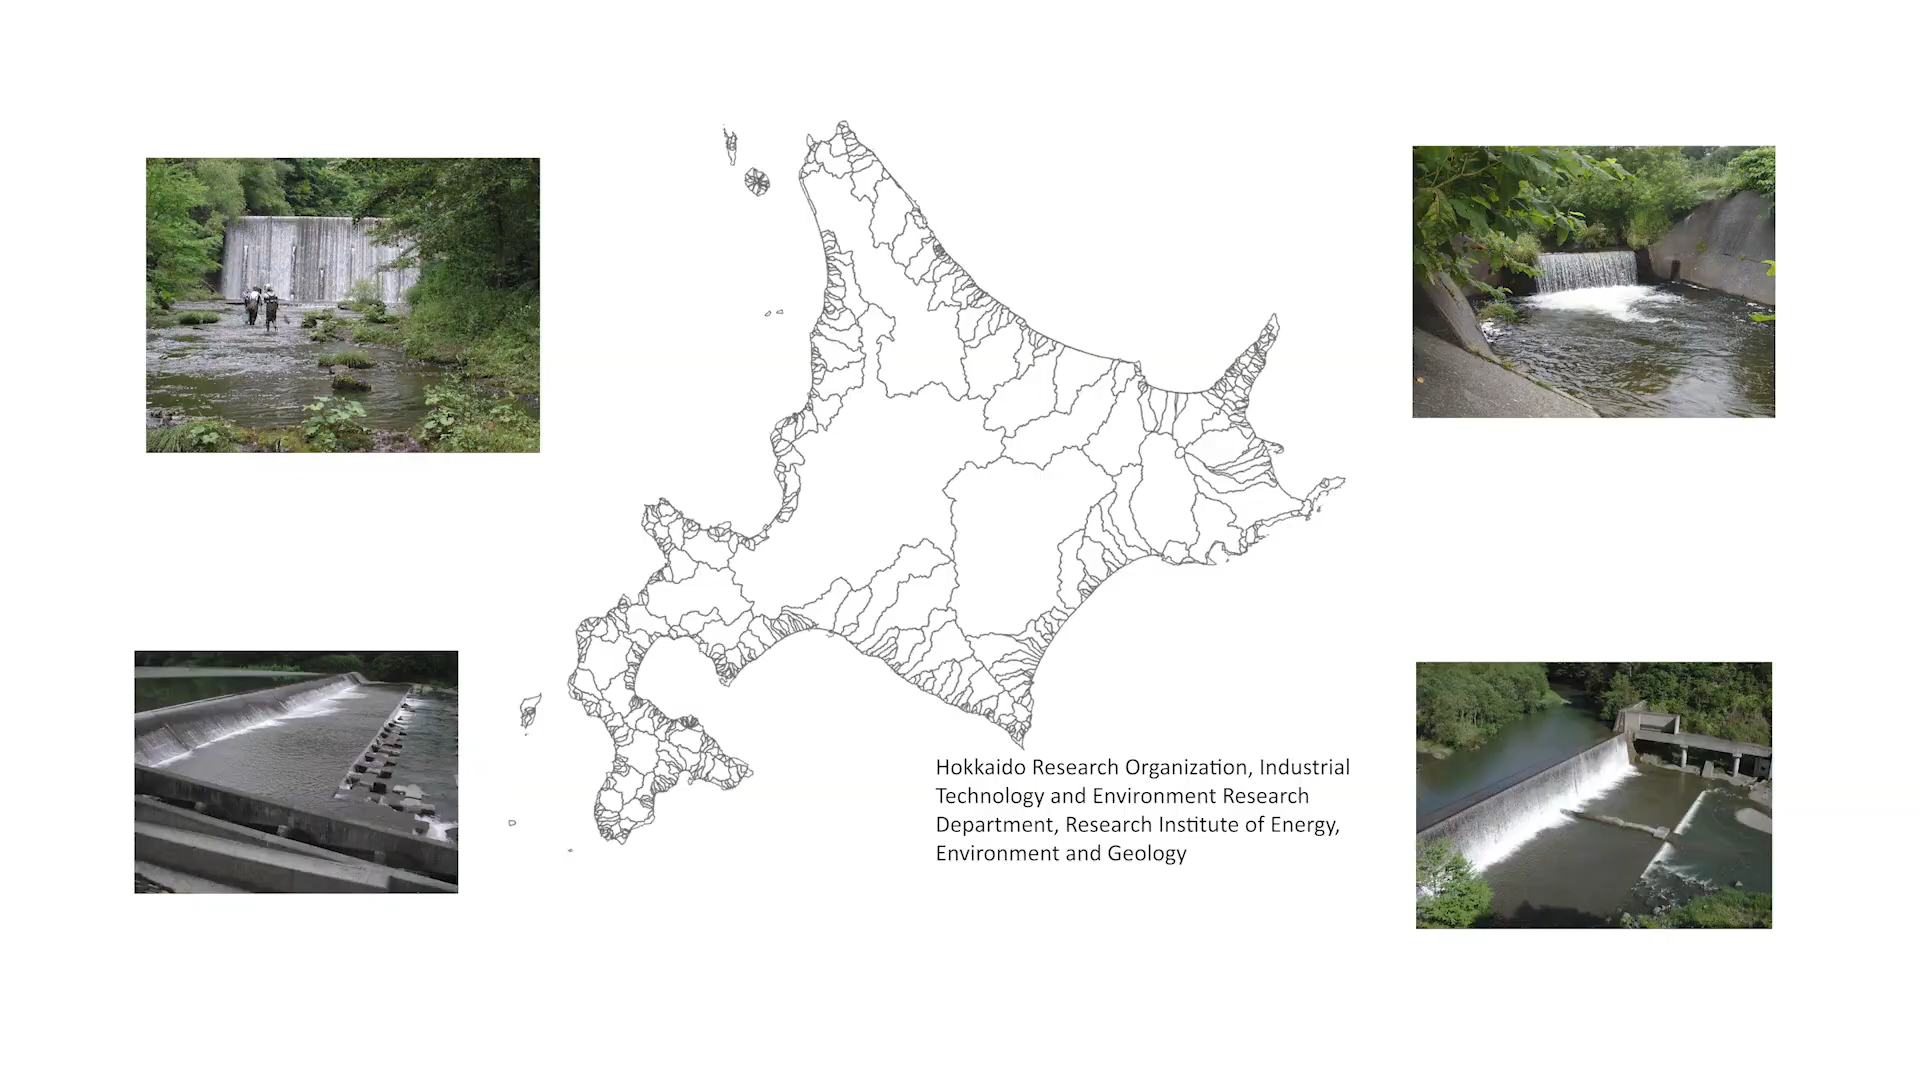 Hokkaido Research Organization, Industrial
Technology and Environment Research
Department, Research Institute of Energy,
Environment and Geology